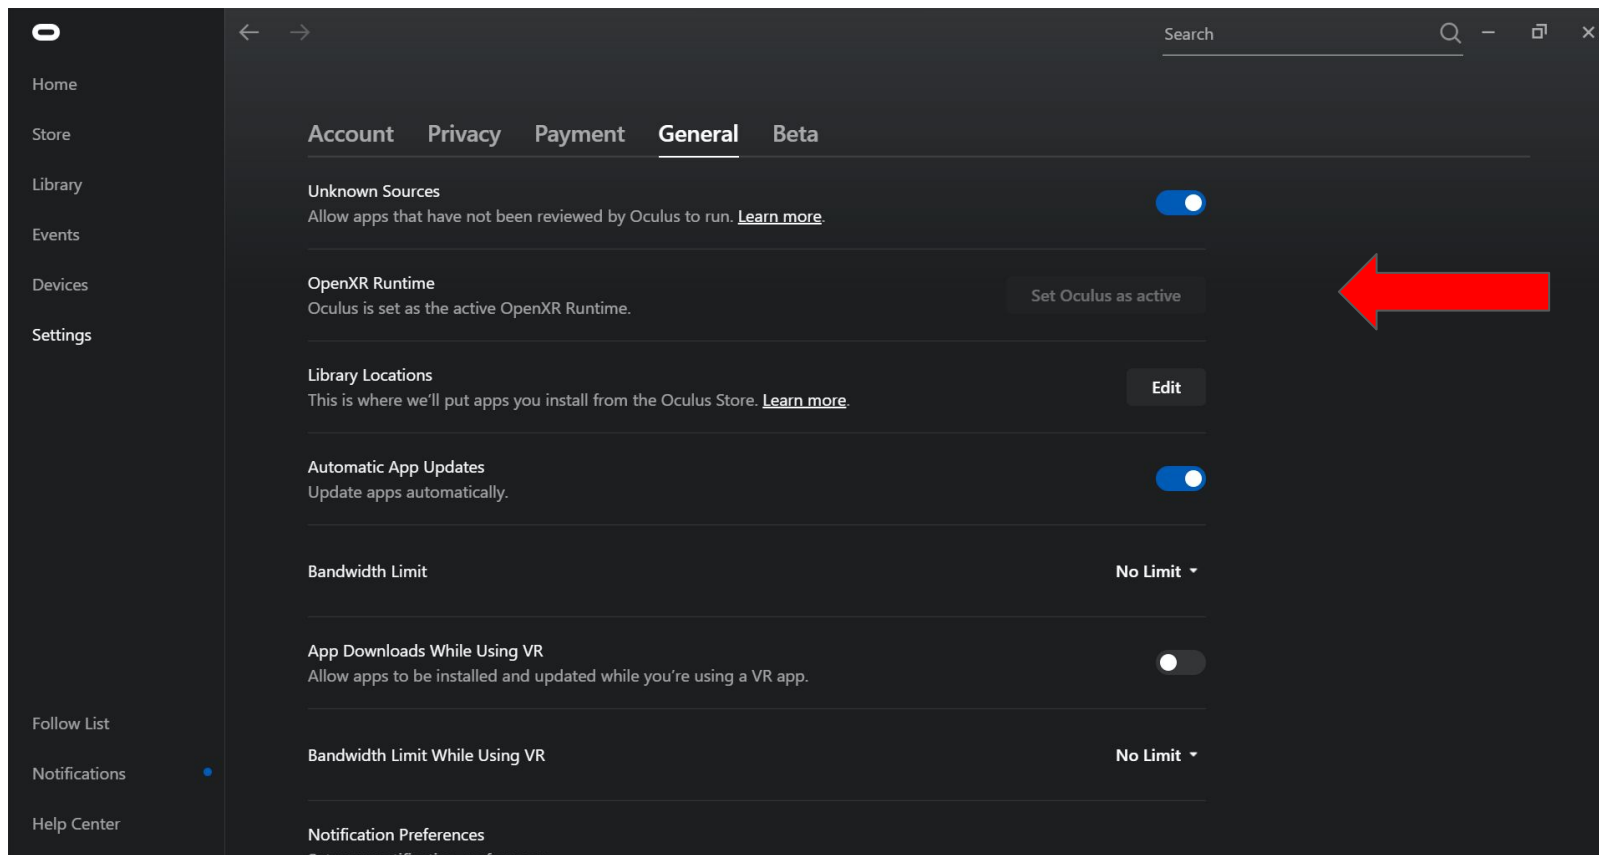 Search
Home
Store
Library
Events
Devices
Settings
Follow List
Notifications
Help Center
Account Privacy Payment General Beta
Unknown Sources
Allow apps that have not been reviewed by Oculus to run. Learn more.
OpenXR Runtime
Oculus is set as the active OpenXR Runtime.
Set Oculus as active
Library Locations
This is where we'll put apps you install from the Oculus Store. Learn more.
Edit
Automatic App Updates
Update apps automatically.
Bandwidth Limit
No Limit
App Downloads While Using VR
Allow apps to be installed and updated while you're using a VR app.
Bandwidth Limit While Using VR
No Limit
Notification Preferences